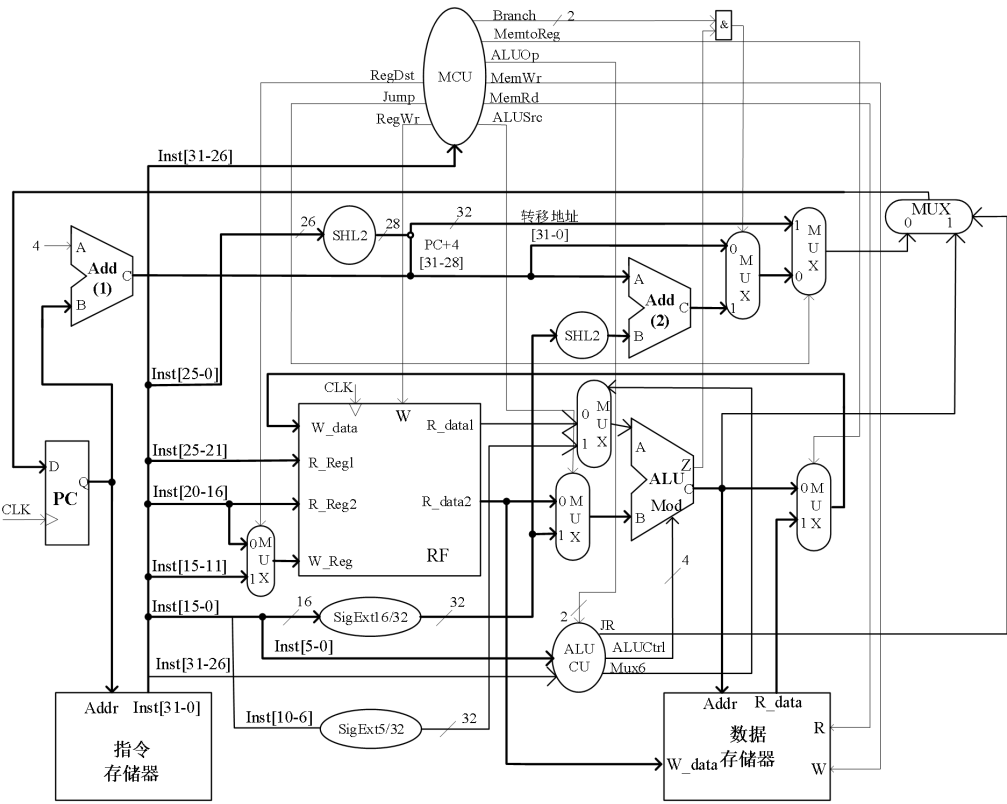 Branch
2
&
MemtoReg
ALUOp
RegDst
MCU
MemWr
Jump
MemRd
RegWr
ALUSrc
Inst[31-26]
26
SHL2
28
32
转移地址
[31-0]
PC+4
[31-28]
MUX
0
1
1
M
U
X
0
0
M
U
X
1
4
A
Add
(1)
C
B
A
Add
(2)
C
B
SHL2
Inst[25-0]
CLK
W
W_data
R_data1
R_Reg1
R_Reg2
R_data2
W_Reg
RF
0
M
U
X
1
A
ALU
Z
C
Mod
B
0
M
U
X
1
0
M
U
X
1
D
PC
Q
CLK
Inst[25-21]
Inst[20-16]
0
M
U
X
1
Inst[15-11]
Inst[15-0]
16
SigExt16/32
32
4
2
JR
Inst[5-0]
ALU
CU
ALUCtrl
Mux6
Inst[31-26]
Inst[10-6]
SigExt5/32
32
Addr
Inst[31-0]
指令
存储器
Addr
R_data
数据
存储器
R
W_data
W